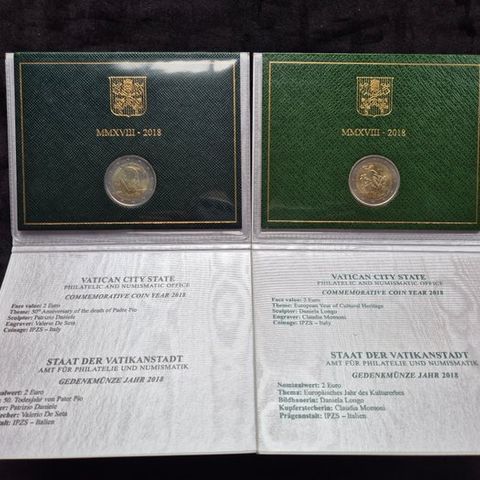 MMXVIII - 2018
VATICAN CITY STATE
PHILATELIC AND NUMISMATIC OFFICE
COMMEMORATIVE COIN YEAR 2018
Face value: 2 Euro
Theme: 50th Anniversary of the death of Padre Pio
Sculptor: Patrizio Daniele
Engraver: Valerio De Seta
Coinage: IPZS – Italy
STAAT DER VATIKANSTADT
AMT FÜR PHILATELIE UND NUMISMATIK
GEDENKMÜNZE JAHR 2018
2 Euro
50. Todesjahr von Pater Pio
Patrizio Daniele
Valerio De Seta
IPZS – Italien
MMXVIII - 2018
VATICAN CITY STATE
PHILATELIC AND NUMISMATIC OFFICE
COMMEMORATIVE COIN YEAR 2018
Face value: 2 Euro
Theme: European Year of Cultural Heritage
Sculptor: Daniela Longo
Engraver: Claudia Momoni
Coinage: IPZS – Italy
STAAT DER VATIKANSTADT
AMT FÜR PHILATELIE UND NUMISMATIK
GEDENKMÜNZE JAHR 2018
Nominalwert: 2 Euro
Thema: Europäisches Jahr des Kulturerbes
Bildhauerin: Daniela Longo
Kupferstecherin: Claudia Momoni
Prägeanstalt: IPZS – Italien